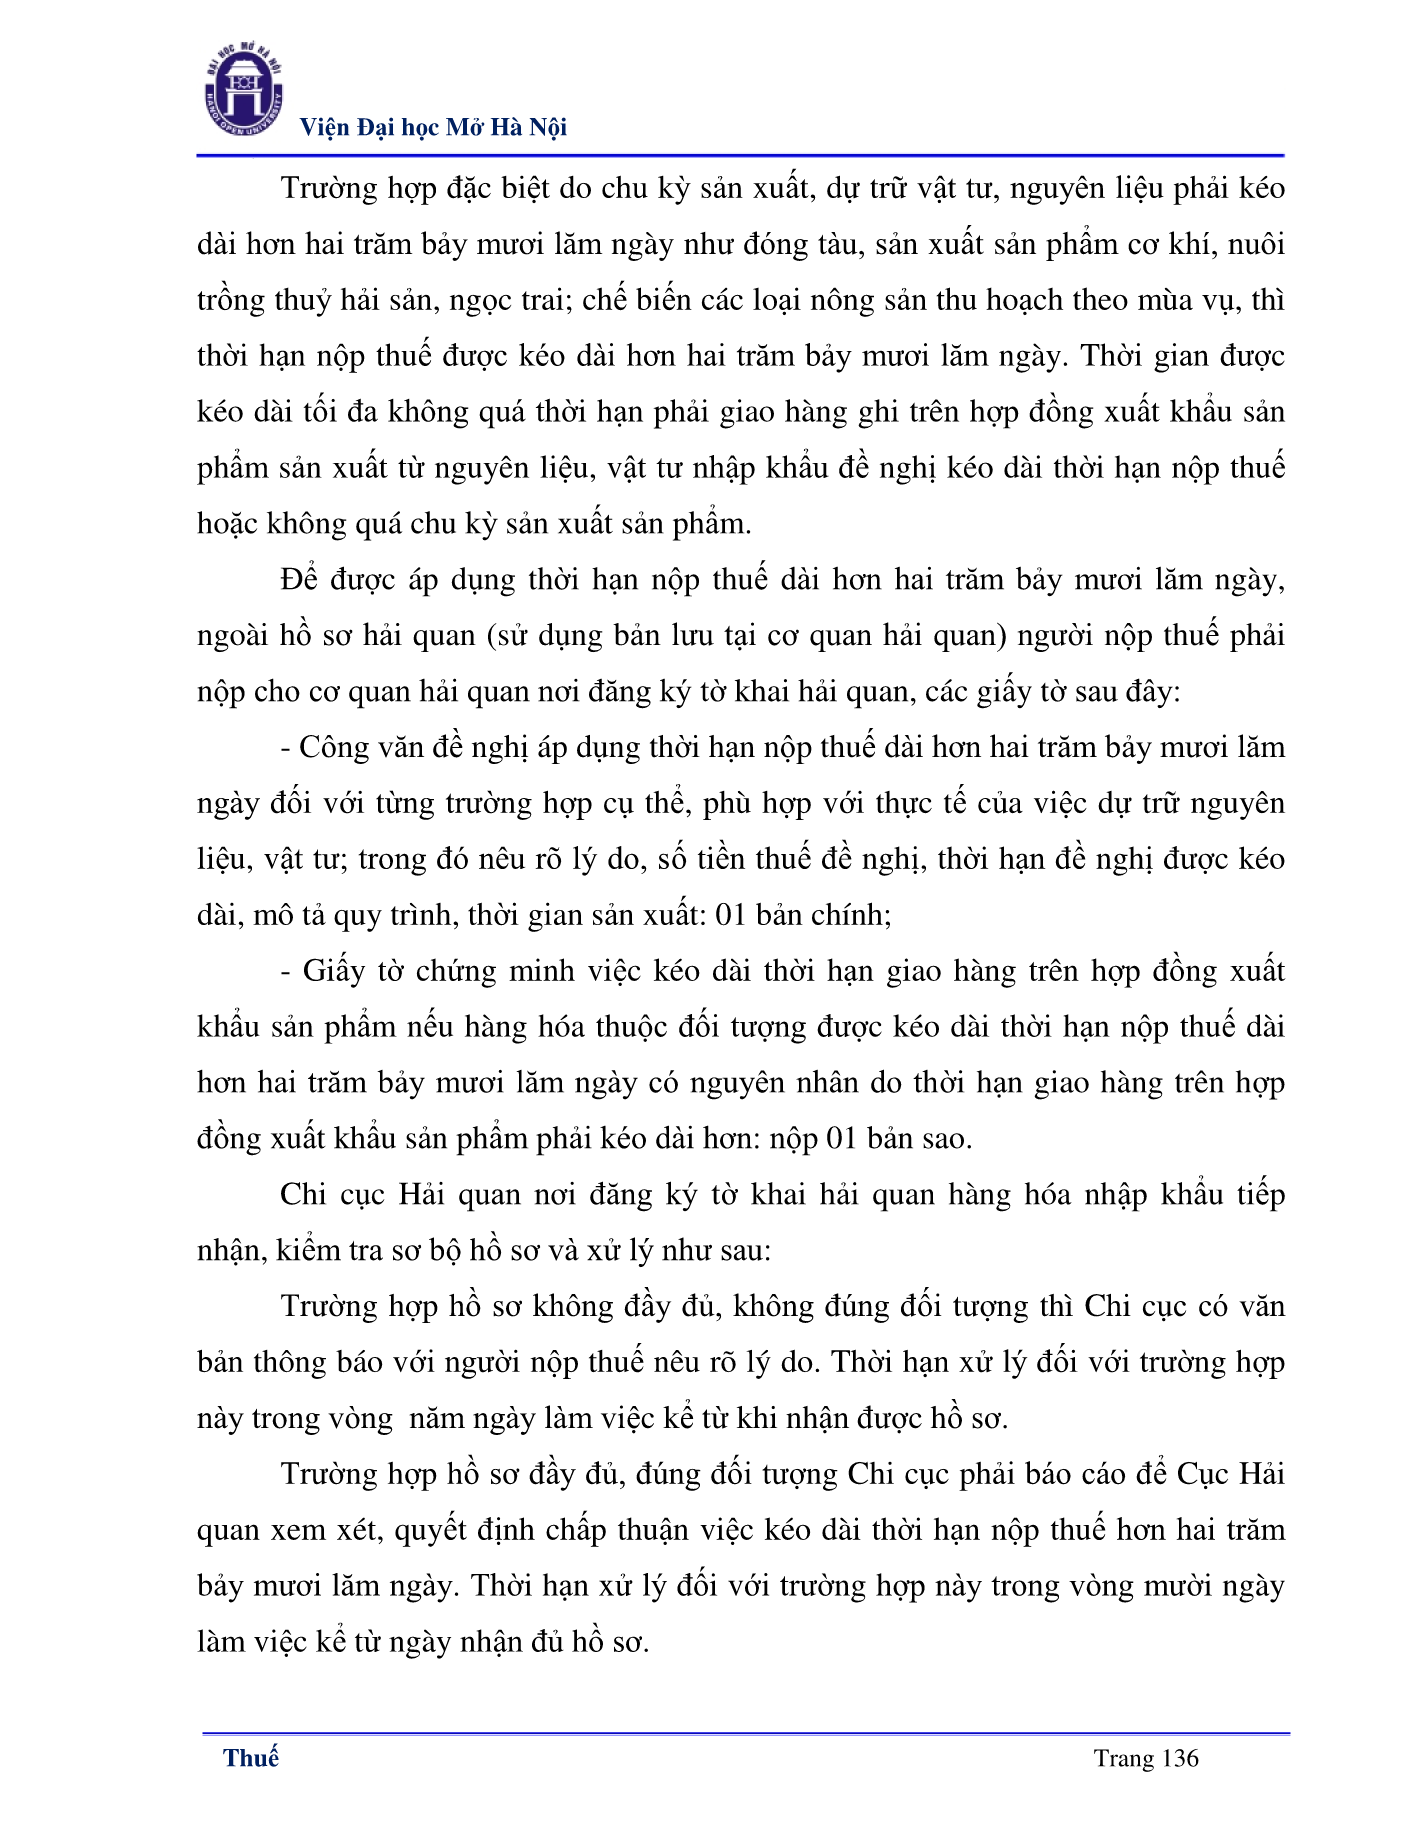 ĐẠI HỌC MỞ HÀ NỘI
HANOI OPEN UNIVERSITY
Viện Đại học Mở Hà Nội
Trường hợp đặc biệt do chu kỳ sản xuất, dự trữ vật tư, nguyên liệu phải kéo
dài hơn hai trăm bảy mươi lăm ngày như đóng tàu, sản xuất sản phẩm cơ khí, nuôi
trồng thuỷ hải sản, ngọc trai; chế biến các loại nông sản thu hoạch theo mùa vụ, thì
thời hạn nộp thuế được kéo dài hơn hai trăm bảy mươi lăm ngày. Thời gian được
kéo dài tối đa không quá thời hạn phải giao hàng ghi trên hợp đồng xuất khẩu sản
phẩm sản xuất từ nguyên liệu, vật tư nhập khẩu đề nghị kéo dài thời hạn nộp thuế
hoặc không quá chu kỳ sản xuất sản phẩm.
Để được áp dụng thời hạn nộp thuế dài hơn hai trăm bảy mươi lăm ngày,
ngoài hồ sơ hải quan (sử dụng bản lưu tại cơ quan hải quan) người nộp thuế phải
nộp cho cơ quan hải quan nơi đăng ký tờ khai hải quan, các giấy tờ sau đây:
- Công văn đề nghị áp dụng thời hạn nộp thuế dài hơn hai trăm bảy mươi lăm
ngày đối với từng trường hợp cụ thể, phù hợp với thực tế của việc dự trữ nguyên
liệu, vật tư; trong đó nêu rõ lý do, số tiền thuế đề nghị, thời hạn đề nghị được kéo
dài, mô tả quy trình, thời gian sản xuất: 01 bản chính;
- Giấy tờ chứng minh việc kéo dài thời hạn giao hàng trên hợp đồng xuất
khẩu sản phẩm nếu hàng hóa thuộc đối tượng được kéo dài thời hạn nộp thuế dài
hơn hai trăm bảy mươi lăm ngày có nguyên nhân do thời hạn giao hàng trên hợp
đồng xuất khẩu sản phẩm phải kéo dài hơn: nộp 01 bản sao.
Chi cục Hải quan nơi đăng ký tờ khai hải quan hàng hóa nhập khẩu tiếp
nhận, kiểm tra sơ bộ hồ sơ và xử lý như sau:
Trường hợp hồ sơ không đầy đủ, không đúng đối tượng thì Chi cục có văn
bản thông báo với người nộp thuế nêu rõ lý do. Thời hạn xử lý đối với trường hợp
này trong vòng  năm ngày làm việc kể từ khi nhận được hồ sơ.
Trường hợp hồ sơ đầy đủ, đúng đối tượng Chi cục phải báo cáo để Cục Hải
quan xem xét, quyết định chấp thuận việc kéo dài thời hạn nộp thuế hơn hai trăm
bảy mươi lăm ngày. Thời hạn xử lý đối với trường hợp này trong vòng mười ngày
làm việc kể từ ngày nhận đủ hồ sơ.
Thuế
Trang 136